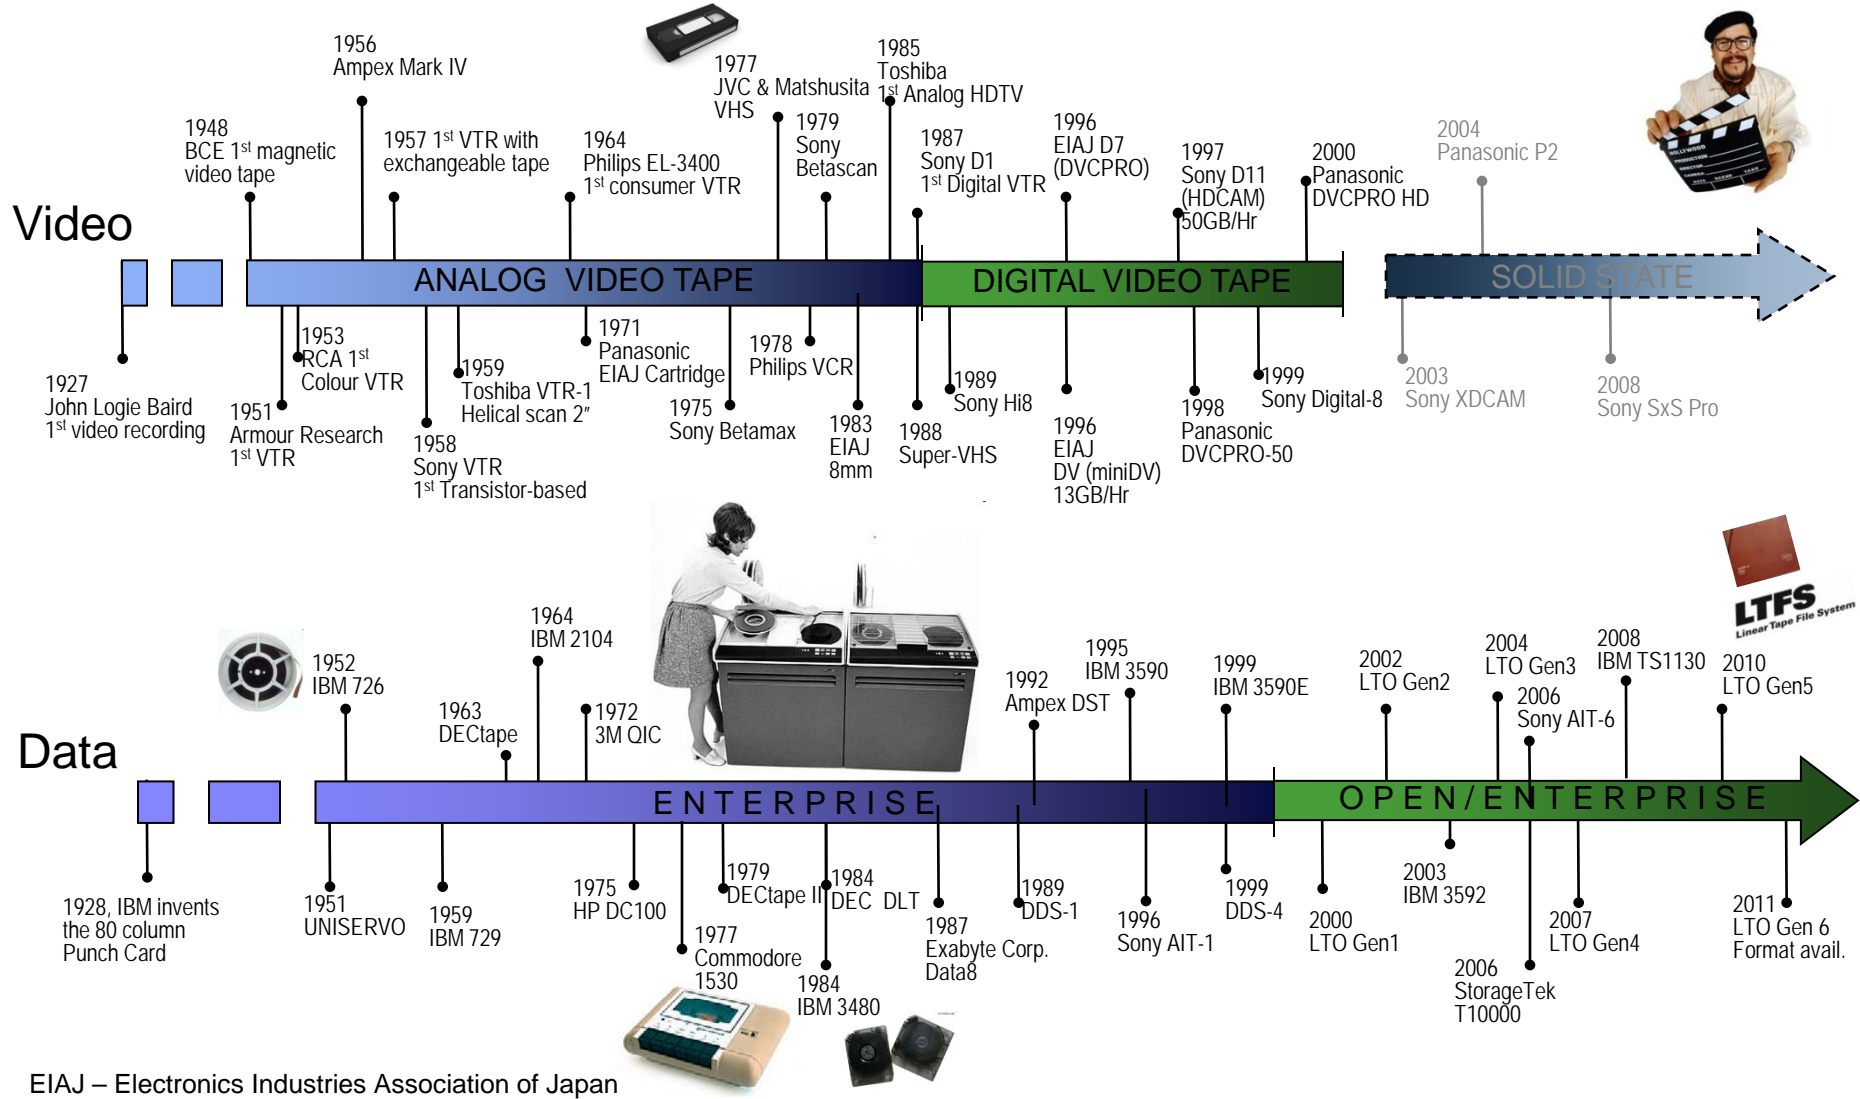 1956
Ampex Mark IV
1977
JVC & Matshusita
VHS
1985
Toshiba
1st Analog HDTV
1948
BCE 1st magnetic
video tape
1957 1st VTR with
exchangeable tape
1964
Philips EL-3400
1st consumer VTR
1979
Sony
Betascan
1987
Sony D1
1st Digital VTR
1996
EIAJ D7
(DVCPRO)
1997
Sony D11
(HDCAM)
50GB/Hr
2000
Panasonic
DVCPRO HD
2004
Panasonic P2
HOLLYWOOD
PRODUCTION
DIRECTOR
CAMERA
DATE SCENE TAKE
Video
ANALOG VIDEO TAPE
DIGITAL VIDEO TAPE
SOLID STATE
1927
John Logie Baird
1st video recording
1953
RCA 1st
Colour VTR
1951
Armour Research
1st VTR
1959
Toshiba VTR-1
Helical scan 2″
1958
Sony VTR
1st Transistor-based
1971
Panasonic
EIAJ Cartridge
1975
Sony Betamax
1978
Philips VCR
1983
EIAJ
8mm
1989
Sony Hi8
1988
Super-VHS
1996
EIAJ
DV (miniDV)
13GB/Hr
1998
Panasonic
DVCPRO-50
1999
Sony Digital-8
2003
Sony XDCAM
2008
Sony SxS Pro
LTFS
Linear Tape File System
1952
IBM 726
1963
DECtape
1964
IBM 2104
1972
3M QIC
1992
Ampex DST
1995
IBM 3590
1999
IBM 3590E
2002
LTO Gen2
2004
LTO Gen3
2006
Sony AIT-6
2008
IBM TS1130
2010
LTO Gen5
Data
ENTERPRISE
OPEN/ENTERPRISE
1928, IBM invents
the 80 column
Punch Card
1951
UNISERVO
1959
IBM 729
1975
HP DC100
1977
Commodore
1530
1979
DECtape II
1984
DEC DLT
1984
IBM 3480
1987
Exabyte Corp.
Data8
1989
DDS-1
1996
Sony AIT-1
1999
DDS-4
2000
LTO Gen1
2003
IBM 3592
2006
StorageTek
T10000
2007
LTO Gen4
2011
LTO Gen 6
Format avail.
EIAJ – Electronics Industries Association of Japan